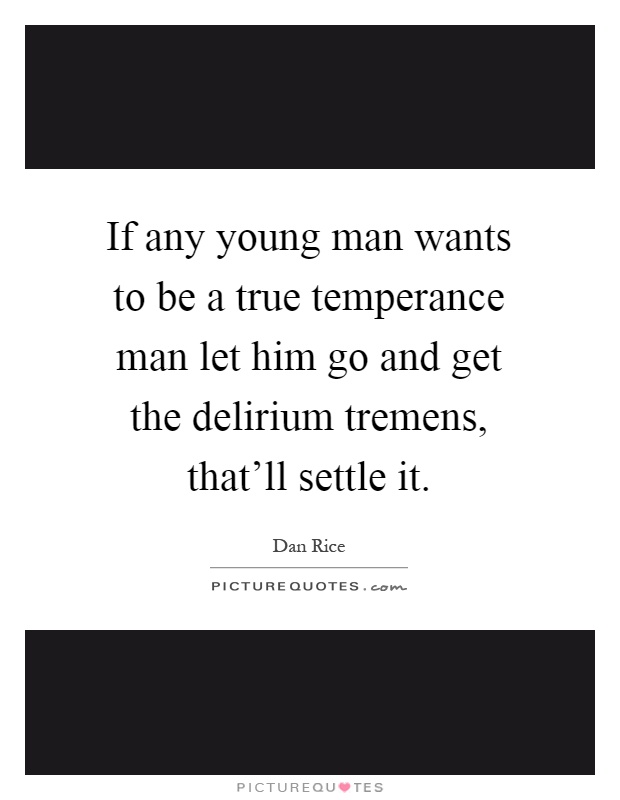 If any young man wants
to be a true temperance
man let him go and get
the delirium tremens,
that’ll settle it.
Dan Rice
PICTUREQUOTES.com
PICTUREQUOTES